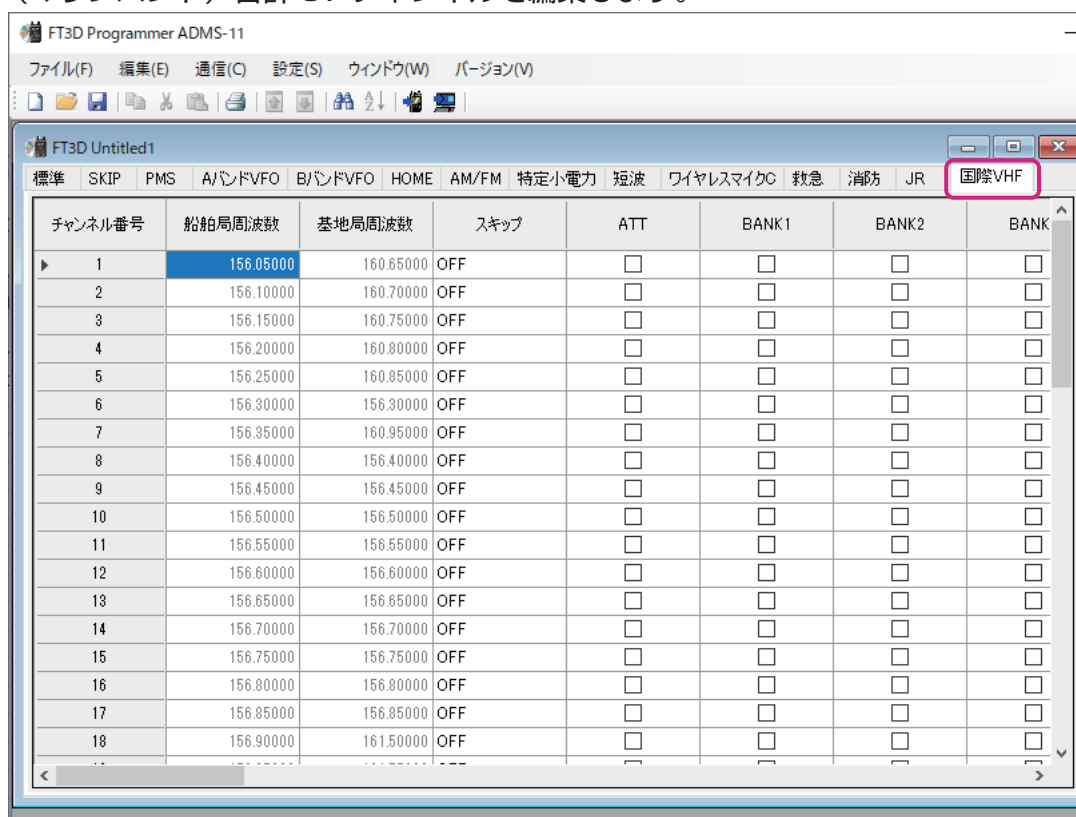 FT3D Programmer ADMS-11
ファイル(F) 編集(E) 通信(C) 設定(S) ウィンドウ(W) バージョン(V)
FT3D Untitled1
標準 SKIP PMS AバンドVFO BバンドVFO HOME AM/FM 特定小電力 短波 ワイヤレスマイクC 救急 消防 JR 国際VHF
チャンネル番号 船舶局周波数 基地局周波数 スキップ ATT BANK1 BANK2 BANK
1 156.05000 160.65000 OFF
2 156.10000 160.70000 OFF
3 156.15000 160.75000 OFF
4 156.20000 160.80000 OFF
5 156.25000 160.85000 OFF
6 156.30000 156.30000 OFF
7 156.35000 160.95000 OFF
8 156.40000 156.40000 OFF
9 156.45000 156.45000 OFF
10 156.50000 156.50000 OFF
11 156.55000 156.55000 OFF
12 156.60000 156.60000 OFF
13 156.65000 156.65000 OFF
14 156.70000 156.70000 OFF
15 156.75000 156.75000 OFF
16 156.80000 156.80000 OFF
17 156.85000 156.85000 OFF
18 156.90000 161.50000 OFF